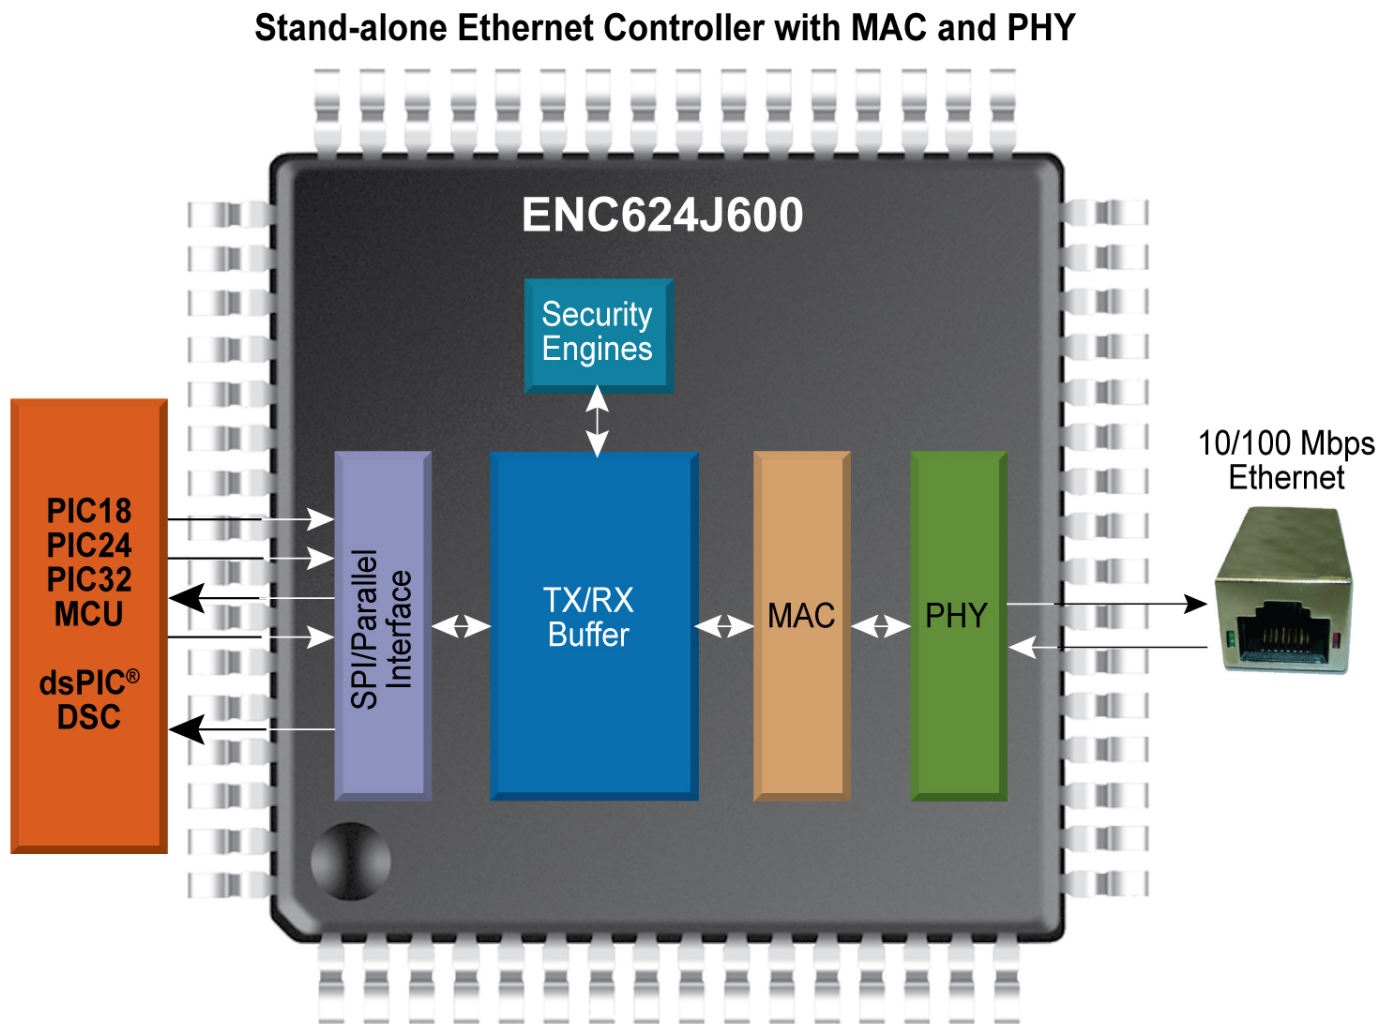 Stand-alone Ethernet Controller with MAC and PHY
ENC624J600
Security
Engines
10/100 Mbps
Ethernet
PIC18
PIC24
PIC32
MCU
dsPIC®
DSC
SPI/Parallel
Interface
TX/RX
Buffer
MAC
PHY